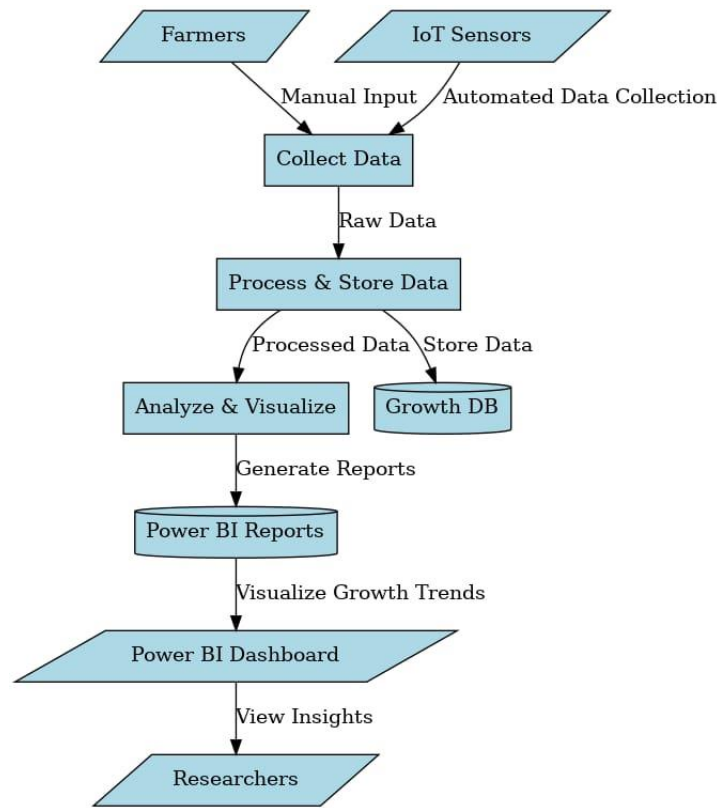 Farmers
IoT Sensors
Manual Input
Automated Data Collection
Collect Data
Raw Data
Process & Store Data
Processed Data
Store Data
Analyze & Visualize
Growth DB
Generate Reports
Power BI Reports
Visualize Growth Trends
Power BI Dashboard
View Insights
Researchers